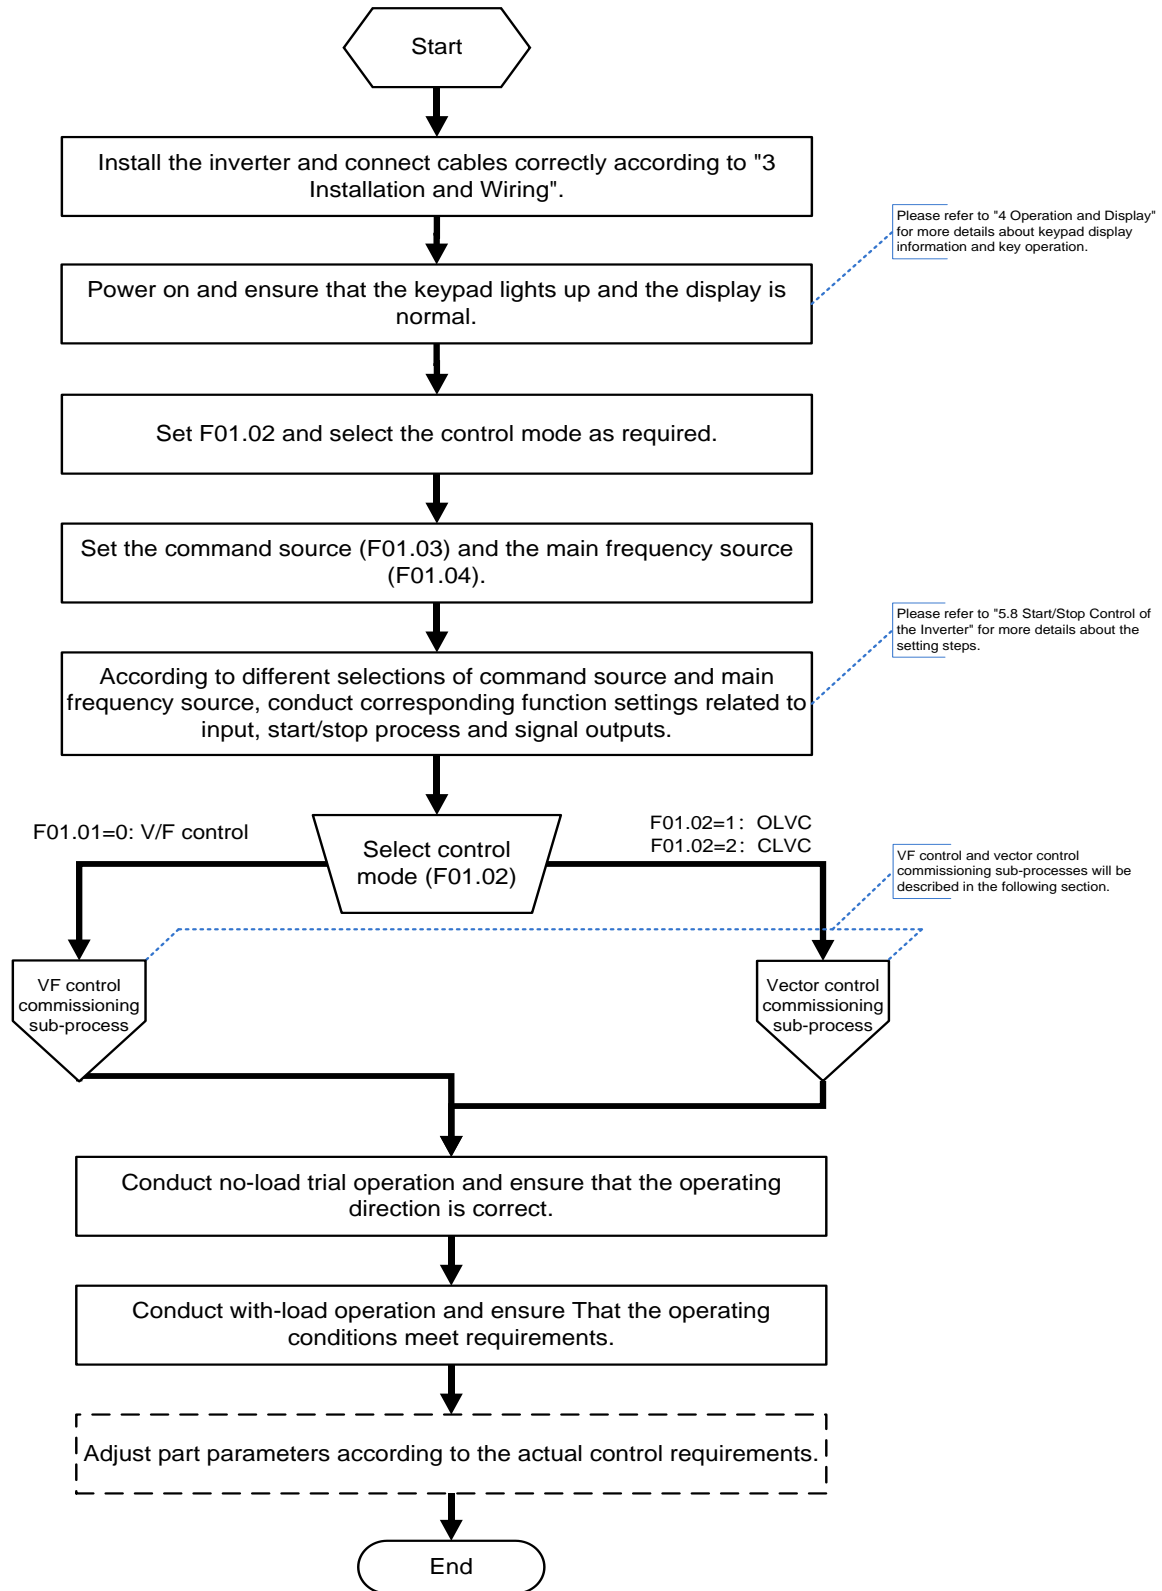 Start
Install the inverter and connect cables correctly according to "3
Installation and Wiring".
Please refer to "4 Operation and Display"
for more details about keypad display
information and key operation.
Power on and ensure that the keypad lights up and the display is
normal.
Set F01.02 and select the control mode as required.
Set the command source (F01.03) and the main frequency source
(F01.04).
Please refer to "5.8 Start/Stop Control of
the Inverter" for more details about the
setting steps.
According to different selections of command source and main
frequency source, conduct corresponding function settings related to
input, start/stop process and signal outputs.
F01.01=0: V/F control
Select control
mode (F01.02)
F01.02=1: OLVC
F01.02=2: CLVC
VF control and vector control
commissioning sub-processes will be
described in the following section.
VF control
commissioning
sub-process
Vector control
commissioning
sub-process
Conduct no-load trial operation and ensure that the operating
direction is correct.
Conduct with-load operation and ensure That the operating
conditions meet requirements.
Adjust part parameters according to the actual control requirements.
End